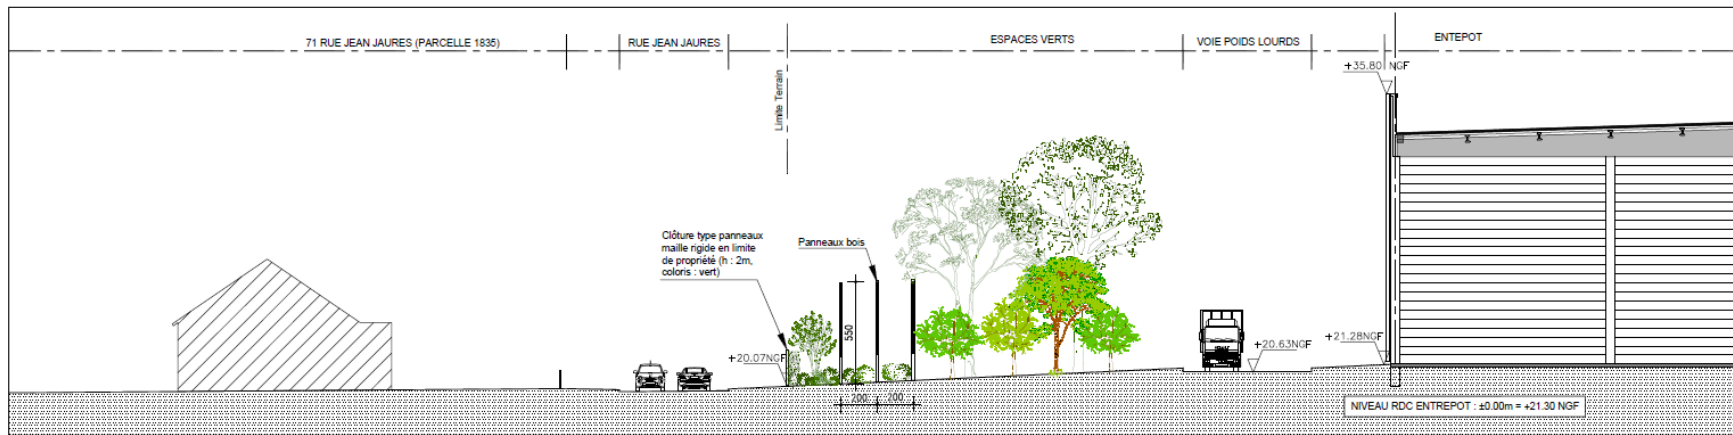 71 RUE JEAN JAURES (PARCELLE 1835)
RUE JEAN JAURES
ESPACES VERTS
VOIE POIDS LOURDS
ENTEPOT
+35.80 NGF
Limite Terrain
Clôture type panneaux
maille rigide en limite
de propriété (h : 2m,
coloris : vert)
Panneaux bois
550
+20.07NGF
+20.63NGF
+21.28NGF
200
200
NIVEAU RDC ENTREPOT : ±0.00m = +21.30 NGF